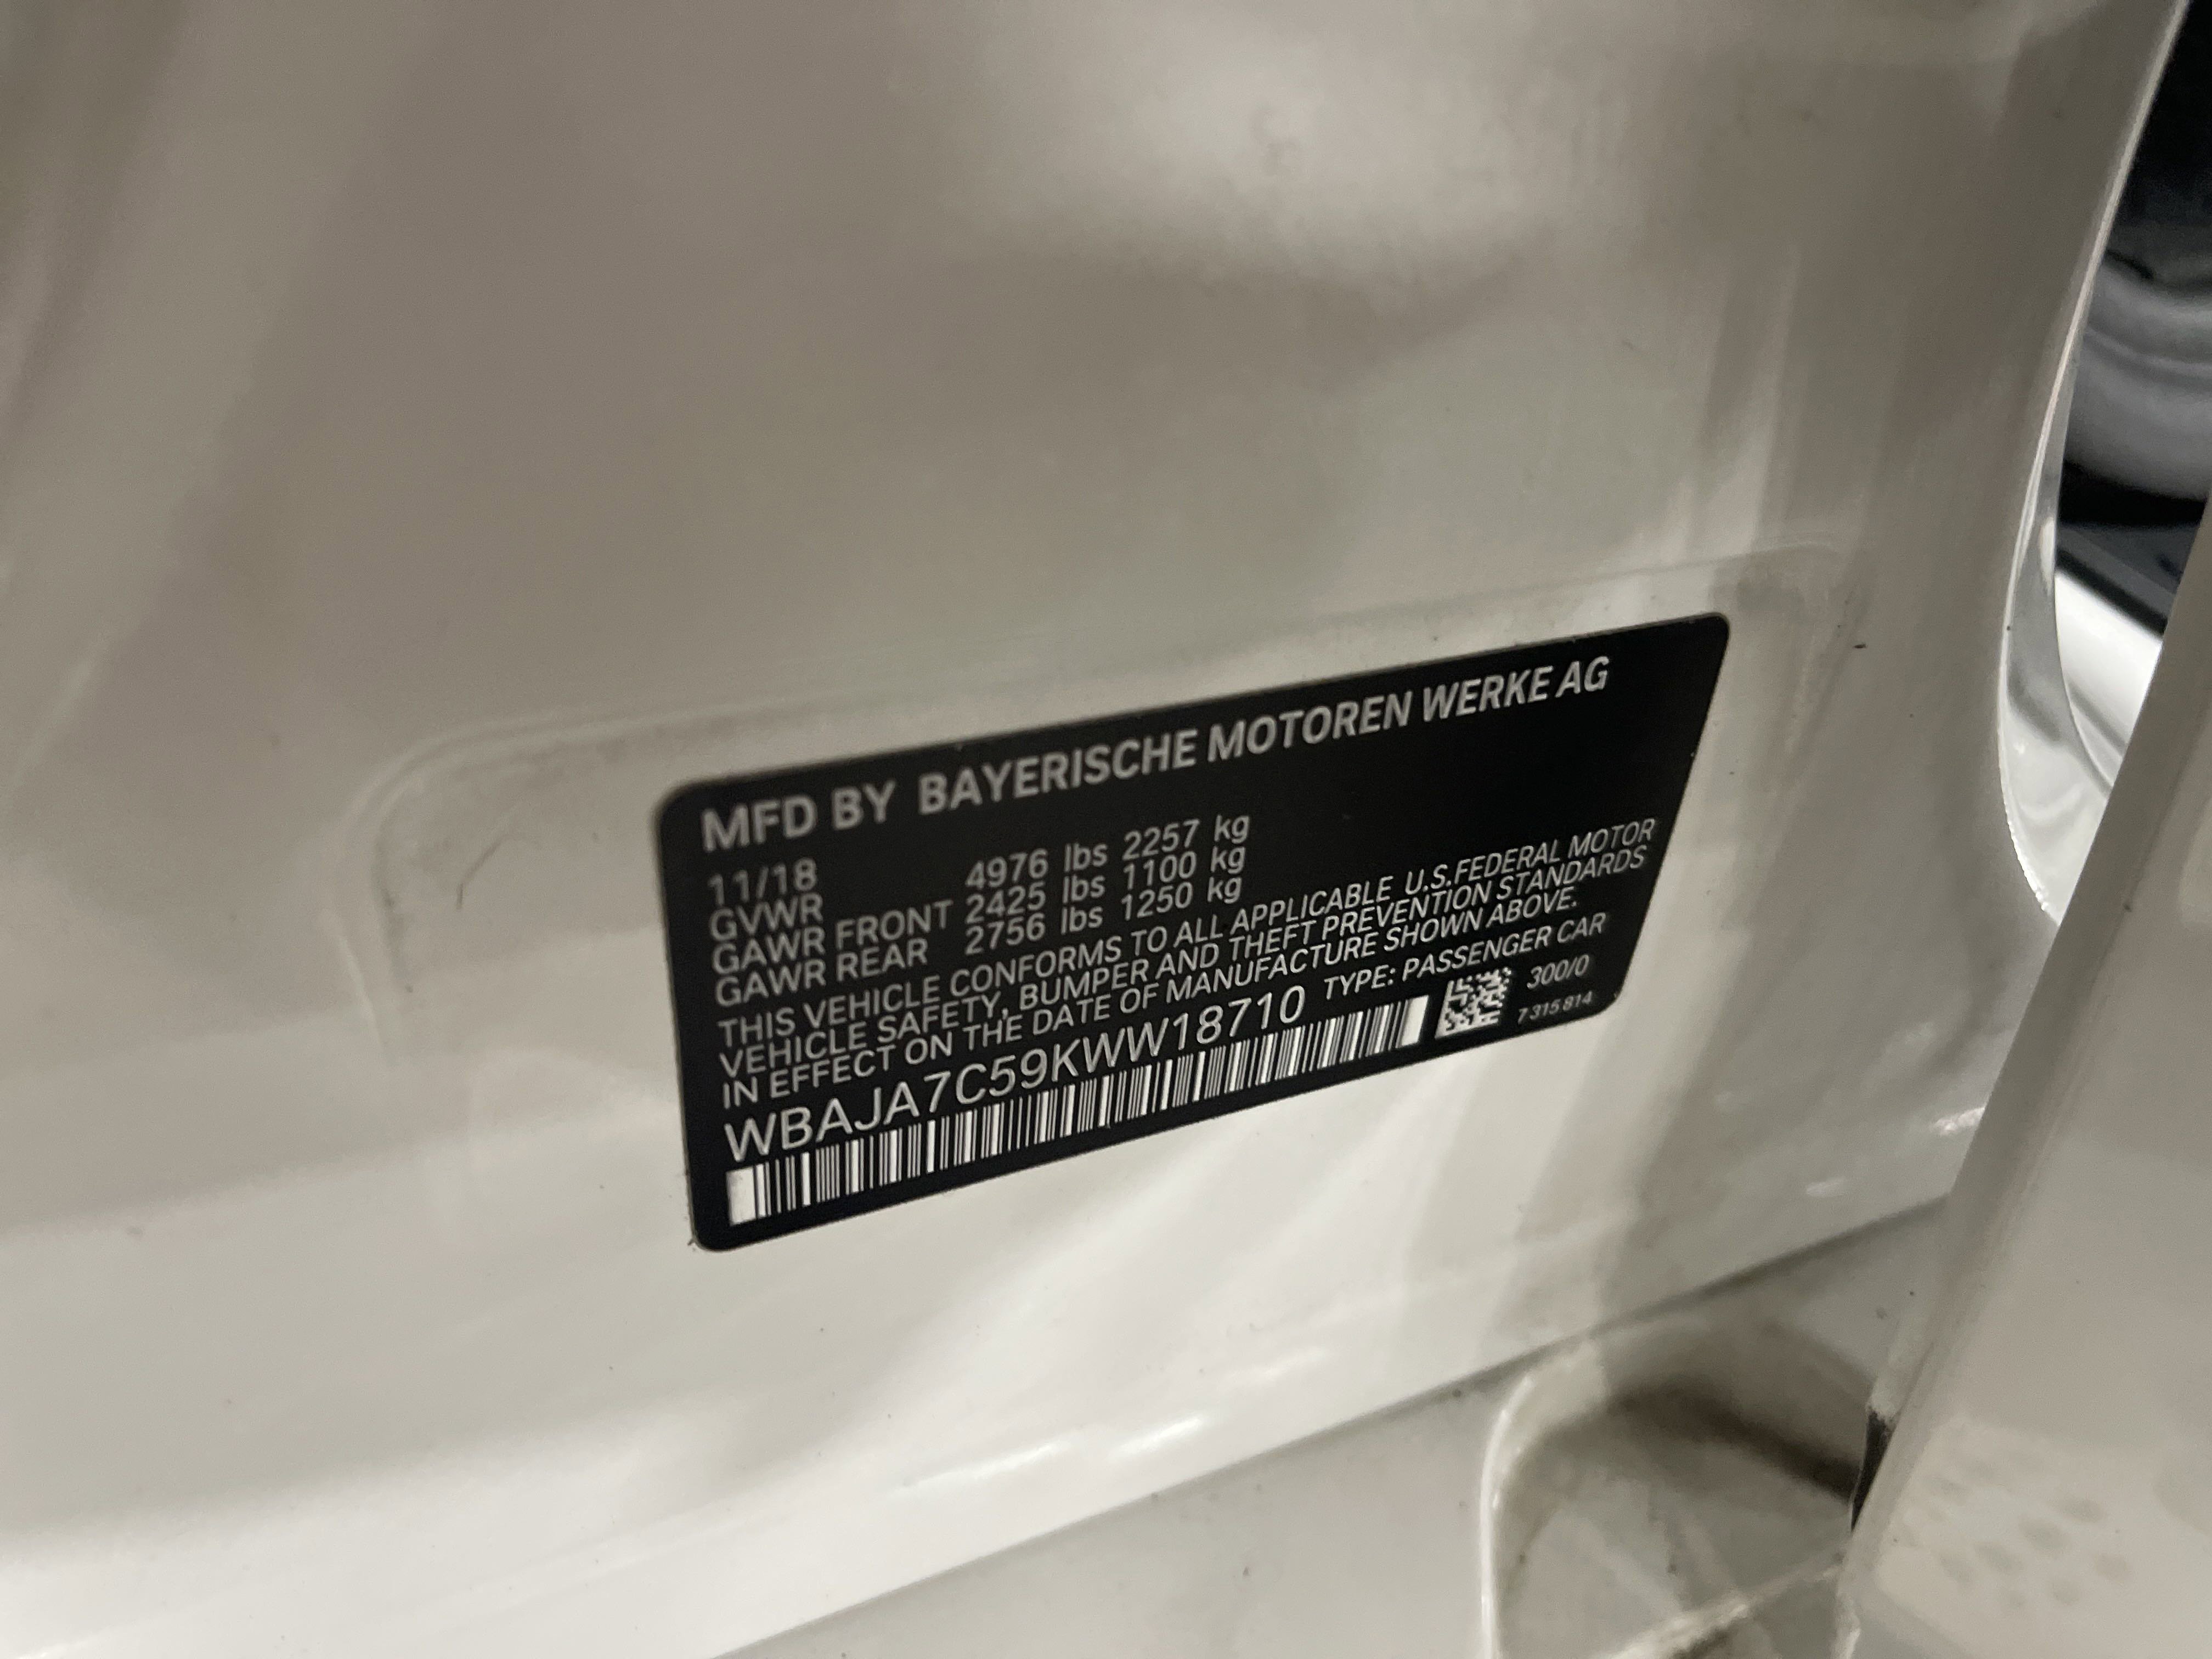 MFD BY BAYERISCHE MOTOREN WERKE AG
11/18
GVWR 4976 lbs 2257 kg
GAWR FRONT 2425 lbs 1100 kg
GAWR REAR 2756 lbs 1250 kg
THIS VEHICLE CONFORMS TO ALL APPLICABLE U.S.FEDERAL MOTOR
VEHICLE SAFETY, BUMPER AND THEFT PREVENTION STANDARDS
IN EFFECT ON THE DATE OF MANUFACTURE SHOWN ABOVE.
WBAJA7C59KWW18710 TYPE: PASSENGER CAR
300/0
7 315 814